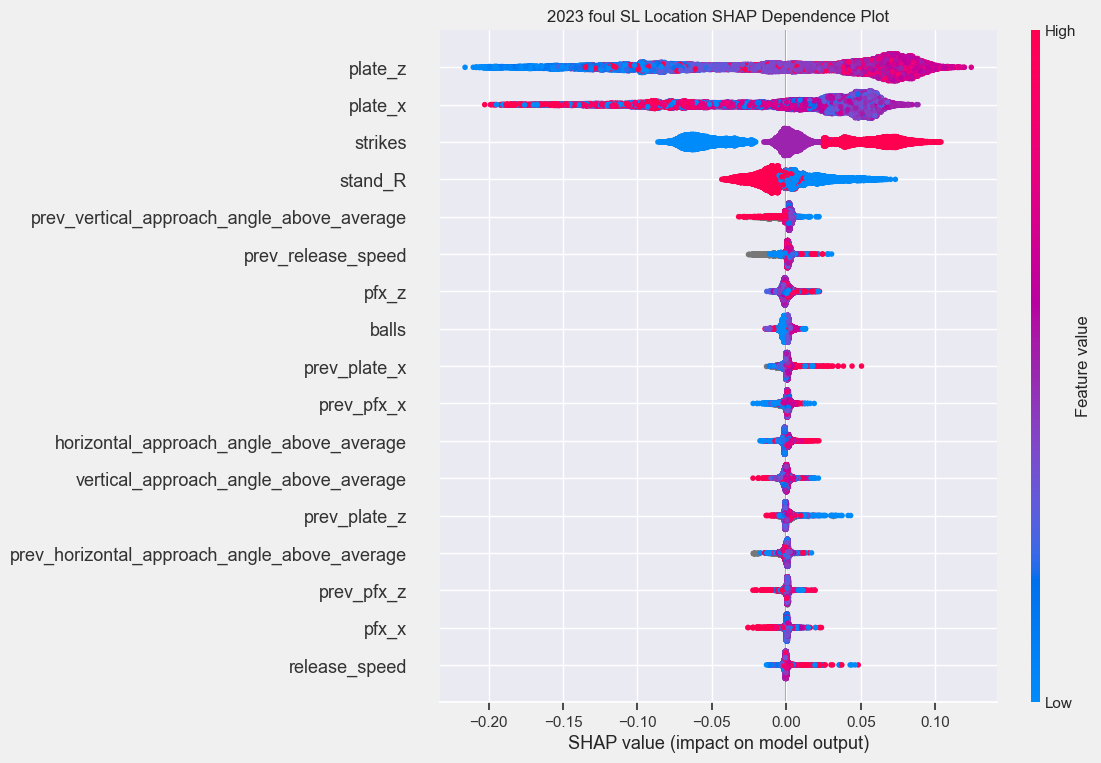 2023 foul SL Location SHAP Dependence Plot
High
plate_z
plate_x
strikes
stand_R
prev_vertical_approach_angle_above_average
prev_release_speed
pfx_z
balls
prev_plate_x
prev_pfx_x
horizontal_approach_angle_above_average
vertical_approach_angle_above_average
prev_plate_z
prev_horizontal_approach_angle_above_average
prev_pfx_z
pfx_x
release_speed
Feature value
Low
−0.20 −0.15 −0.10 −0.05 0.00 0.05 0.10
SHAP value (impact on model output)